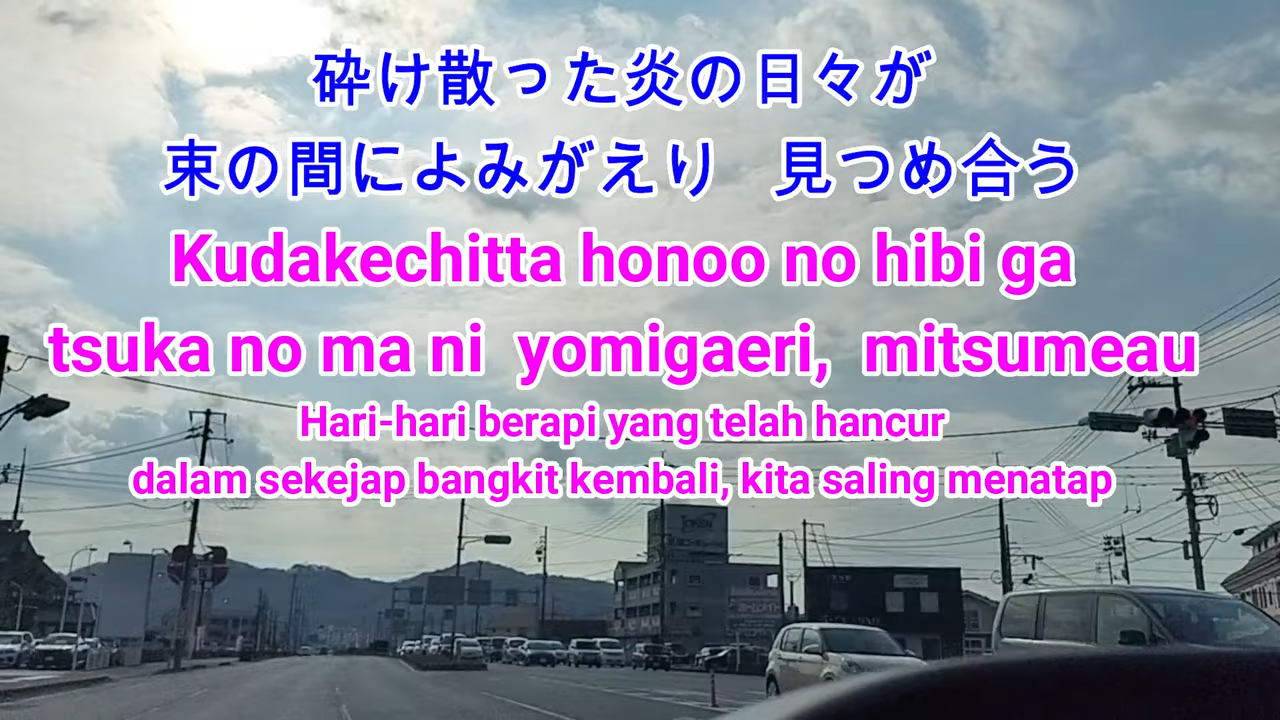 砕け散った炎の日々が
束の間によみがえり　見つめ合う
Kudakechitta honoo no hibi ga
tsuka no ma ni yomigaeri, mitsumeau
Hari-hari berapi yang telah hancur
dalam sekejap bangkit kembali, kita saling menatap